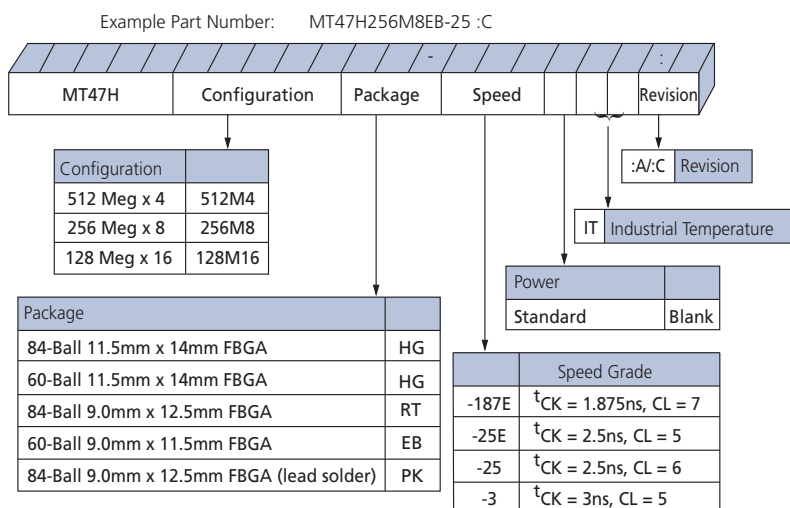 Example Part Number: MT47H256M8EB-25 :C
- :
MT47H Configuration Package Speed Revision
Configuration
512 Meg x 4 512M4
256 Meg x 8 256M8
128 Meg x 16 128M16
:A/:C Revision
IT Industrial Temperature
Power
Standard Blank
Package
84-Ball 11.5mm x 14mm FBGA HG
60-Ball 11.5mm x 14mm FBGA HG
84-Ball 9.0mm x 12.5mm FBGA RT
60-Ball 9.0mm x 11.5mm FBGA EB
84-Ball 9.0mm x 12.5mm FBGA (lead solder) PK
Speed Grade
-187E tCK = 1.875ns, CL = 7
-25E tCK = 2.5ns, CL = 5
-25 tCK = 2.5ns, CL = 6
-3 tCK = 3ns, CL = 5